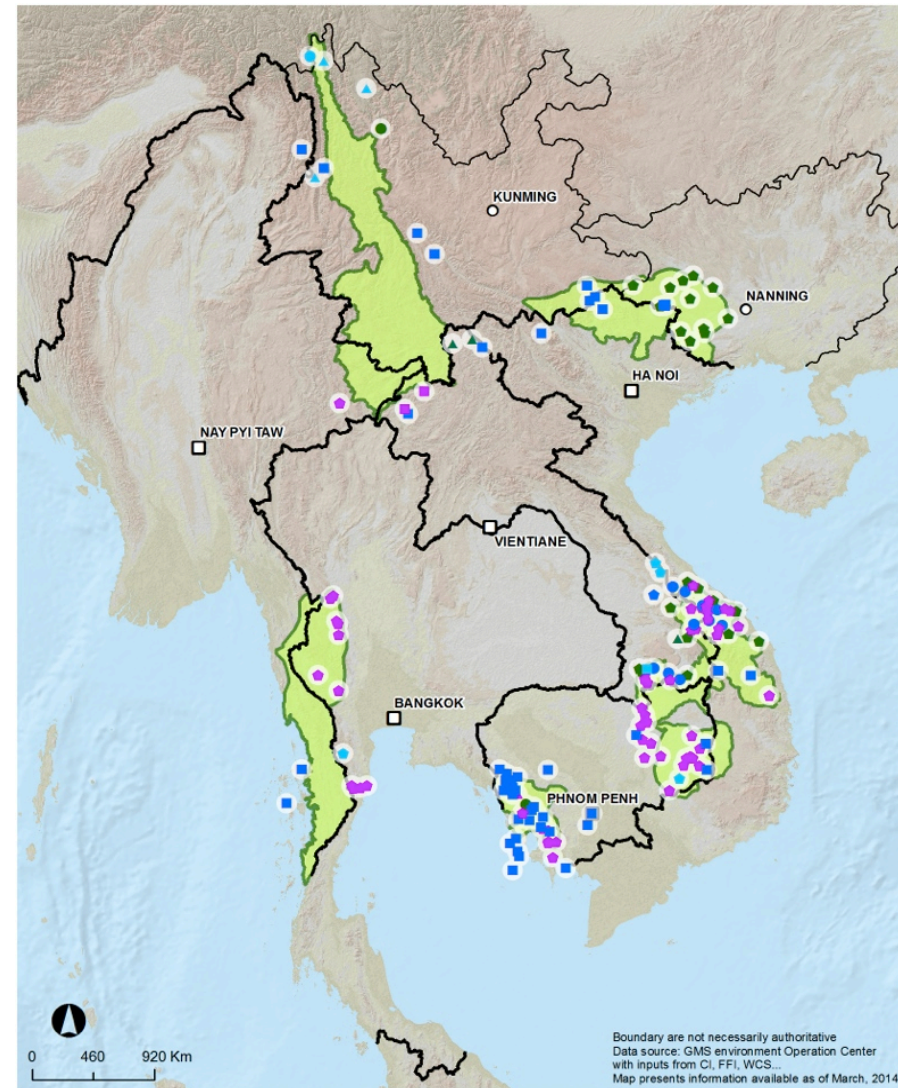 KUNMING
NANNING
HA NOI
NAY PYI TAW
VIENTIANE
BANGKOK
PHNOM PENH
0 460 920 Km
Boundary are not necessarily authoritative
Data source: GMS environment Operation Center
with inputs from CI, FFI, WCS...
Map presents information available as of March, 2014